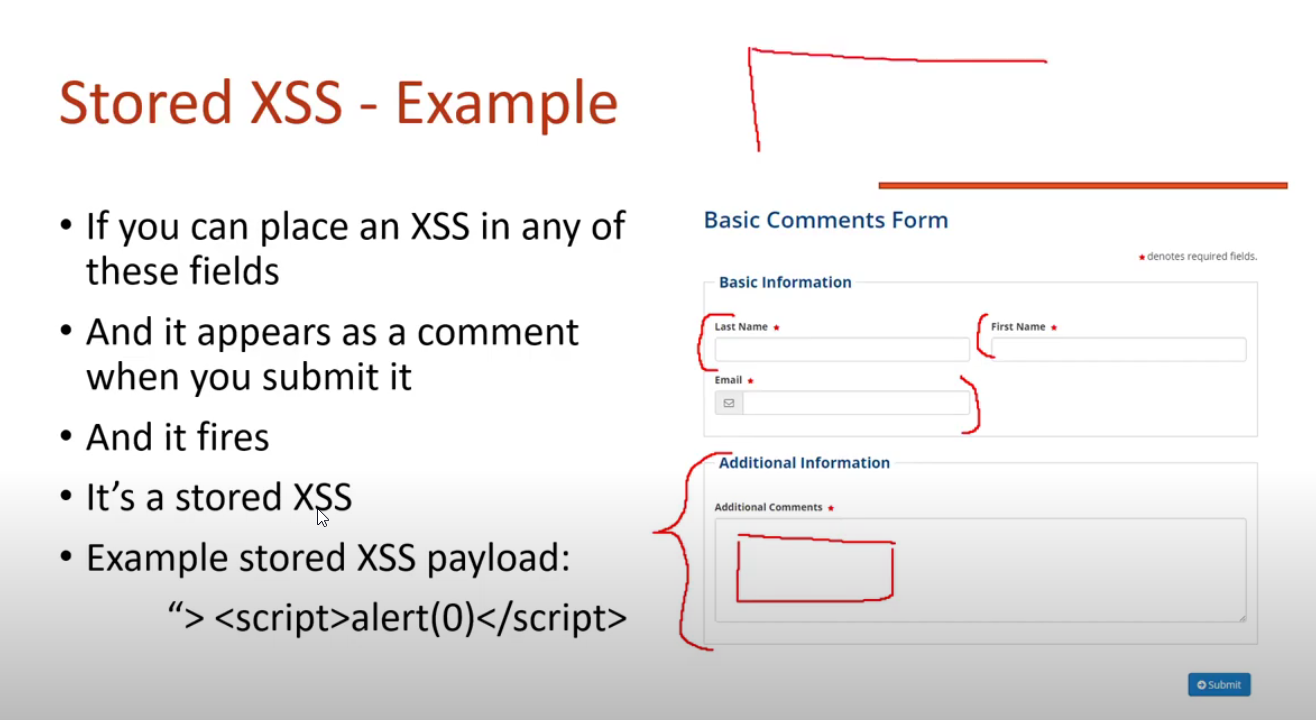 Stored XSS - Example
• If you can place an XSS in any of
these fields
• And it appears as a comment
when you submit it
• And it fires
• It’s a stored XSS
• Example stored XSS payload:
“> <script>alert(0)</script>
Basic Comments Form
★ denotes required fields.
Basic Information
Last Name ★
First Name ★
Email ★
Additional Information
Additional Comments ★
Submit